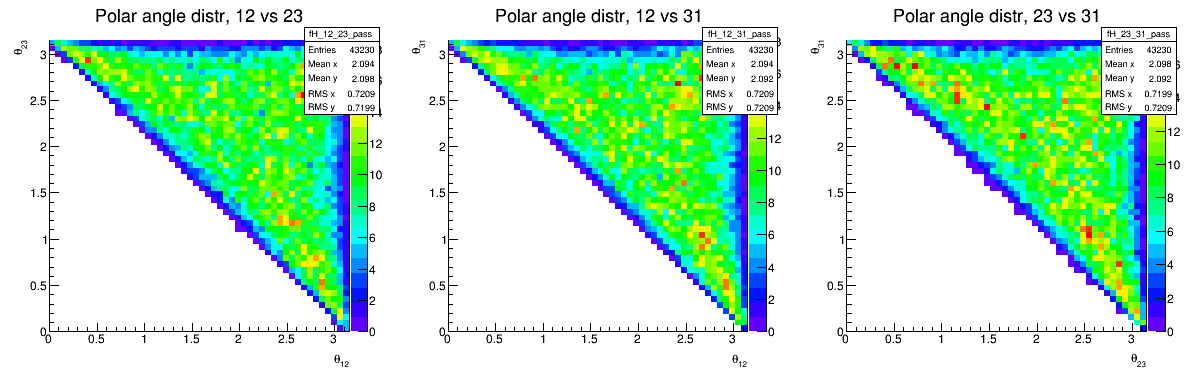 Polar angle distr, 12 vs 23
θ23
fH_12_23_pass
Entries 43230
Mean x 2.094
Mean y 2.098
RMS x 0.7209
RMS y 0.7199
3
2.5
2
1.5
1
0.5
0
0 0.5 1 1.5 2 2.5 3
θ12
12
10
8
6
4
2
0
Polar angle distr, 12 vs 31
θ31
fH_12_31_pass
Entries 43230
Mean x 2.094
Mean y 2.092
RMS x 0.7209
RMS y 0.7209
3
2.5
2
1.5
1
0.5
0
0 0.5 1 1.5 2 2.5 3
θ12
12
10
8
6
4
2
0
Polar angle distr, 23 vs 31
θ31
fH_23_31_pass
Entries 43230
Mean x 2.098
Mean y 2.092
RMS x 0.7199
RMS y 0.7209
3
2.5
2
1.5
1
0.5
0
0 0.5 1 1.5 2 2.5 3
θ23
12
10
8
6
4
2
0